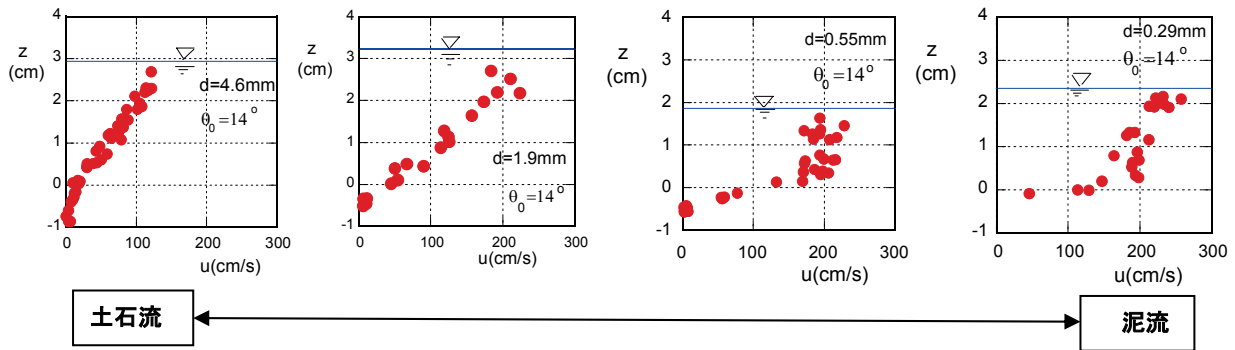 z
(cm)
4
3
2
1
0
-1
d=4.6mm
θ0=14°
0
100
200
300
u(cm/s)
z
(cm)
4
3
2
1
0
-1
d=1.9mm
θ0=14°
0
100
200
300
u(cm/s)
z
(cm)
4
3
2
1
0
-1
d=0.55mm
θ0=14°
0
100
200
300
u(cm/s)
z
(cm)
4
3
2
1
0
-1
d=0.29mm
θ0=14°
0
100
200
300
u(cm/s)
土石流
泥流